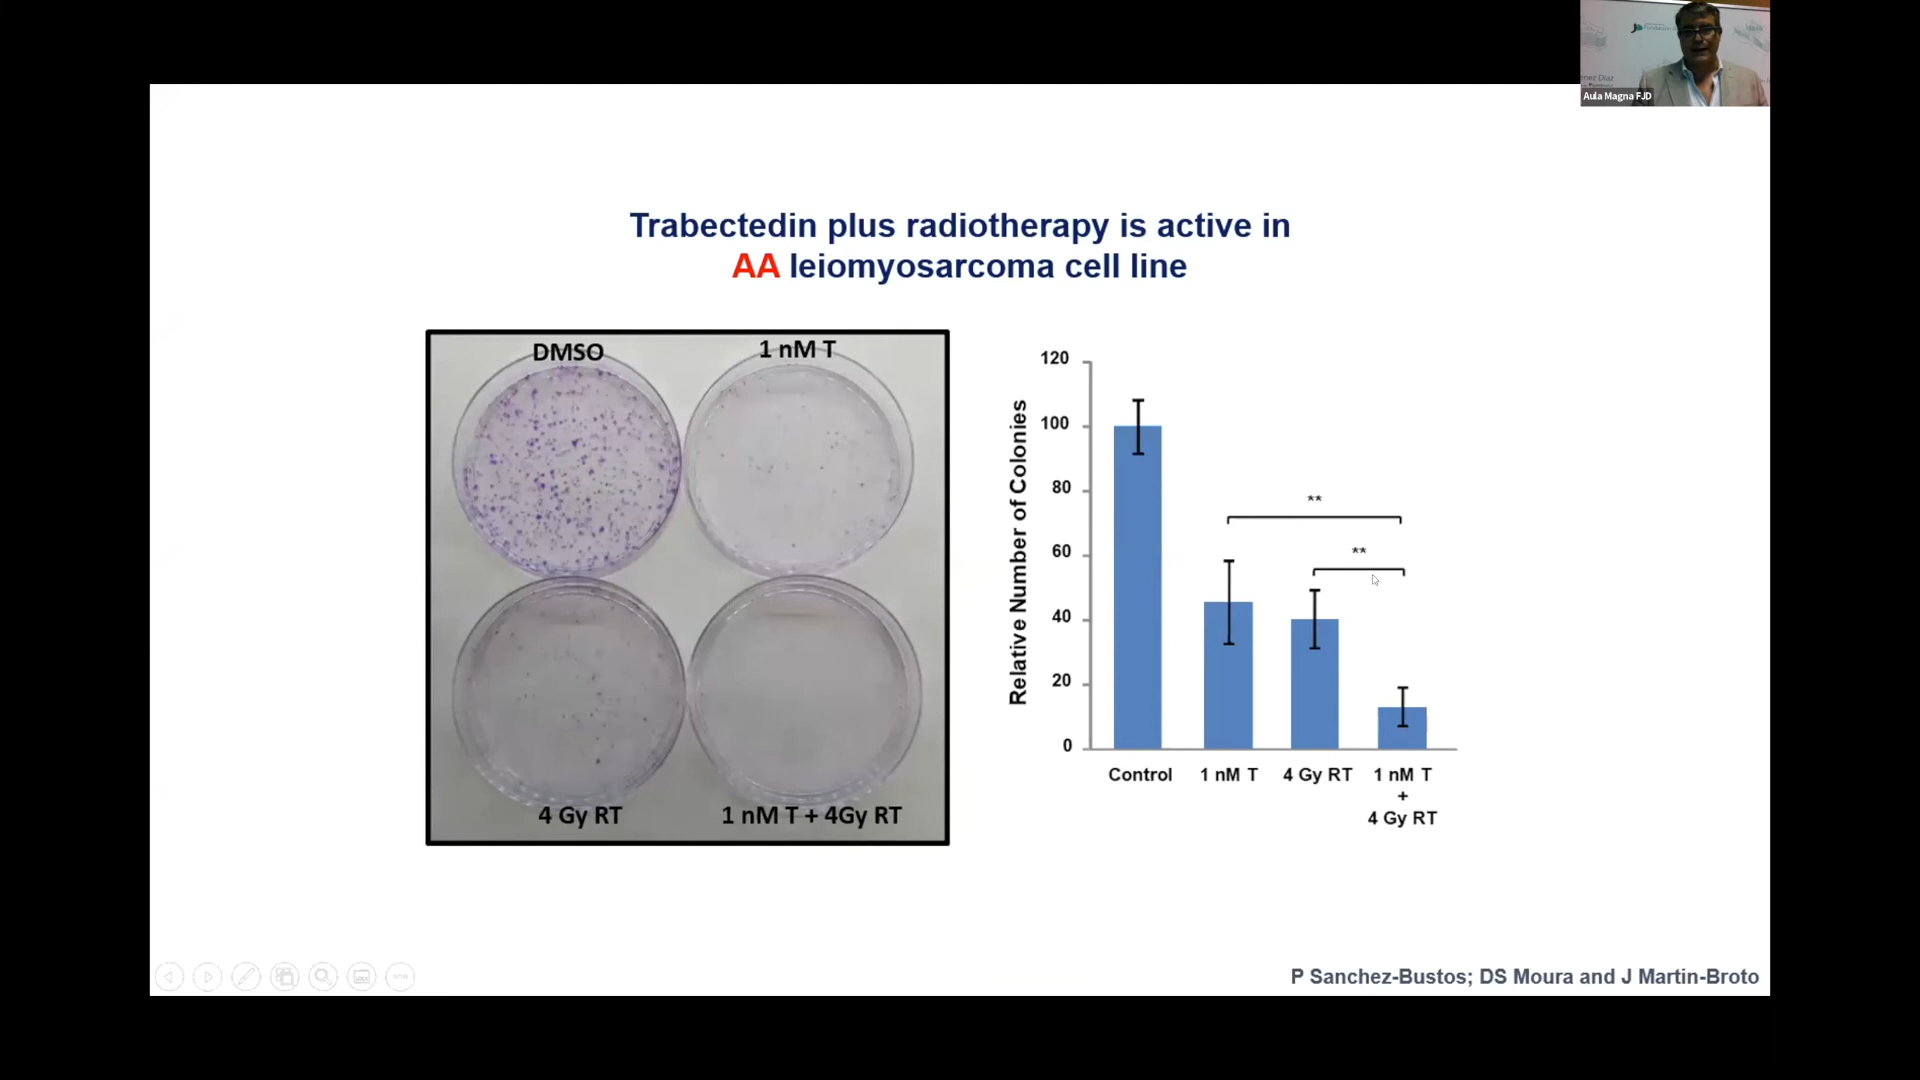 Aula Magna FJD
Trabectedin plus radiotherapy is active in
AA leiomyosarcoma cell line
DMSO
1 nM T
4 Gy RT
1 nM T + 4Gy RT
Relative Number of Colonies
120
100
80
60
40
20
0
**
**
Control
1 nM T
4 Gy RT
1 nM T
+
4 Gy RT
P Sanchez-Bustos; DS Moura and J Martin-Broto